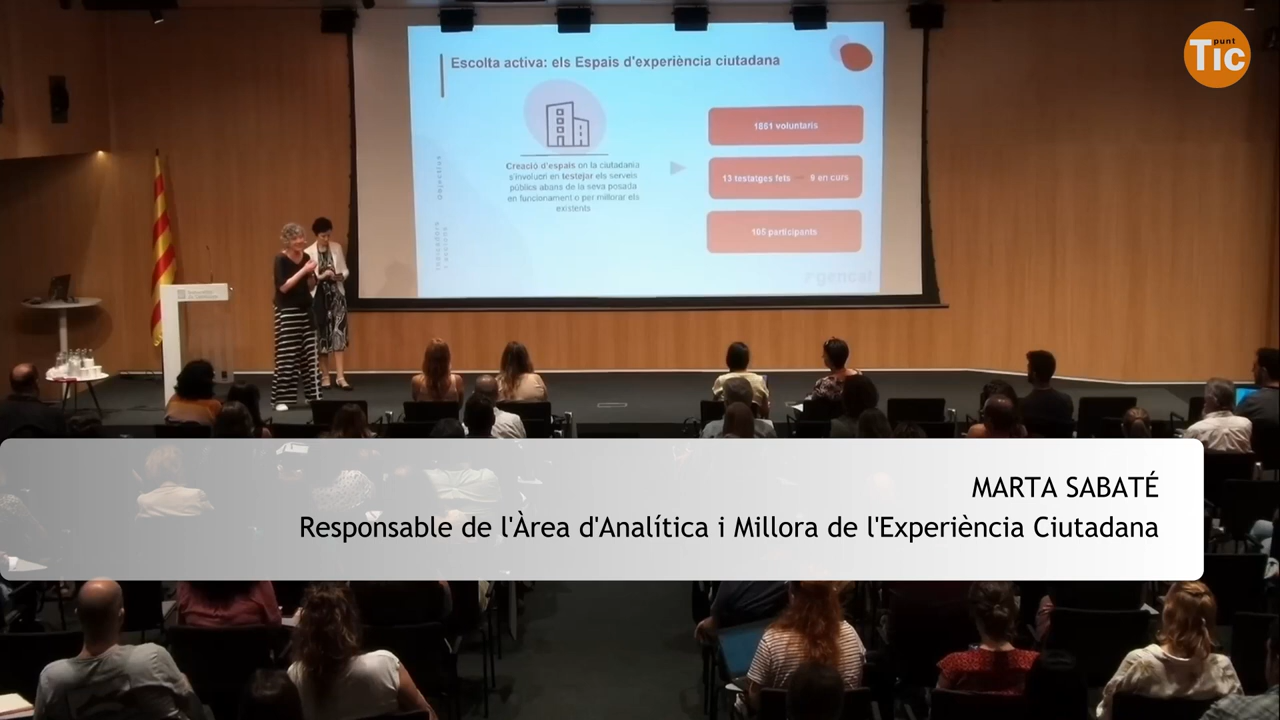 punt
Tic
Escolta activa: els Espais d'experiència ciutadana
Creació d'espais on la ciutadania
s'involucri en testejar els serveis
públics abans de la seva posada
en funcionament o per millorar els
existents
1861 voluntaris
13 testatges fets 9 en curs
105 participants
Objectius
gencat
MARTA SABATÉ
Responsable de l'Àrea d'Analítica i Millora de l'Experiència Ciutadana